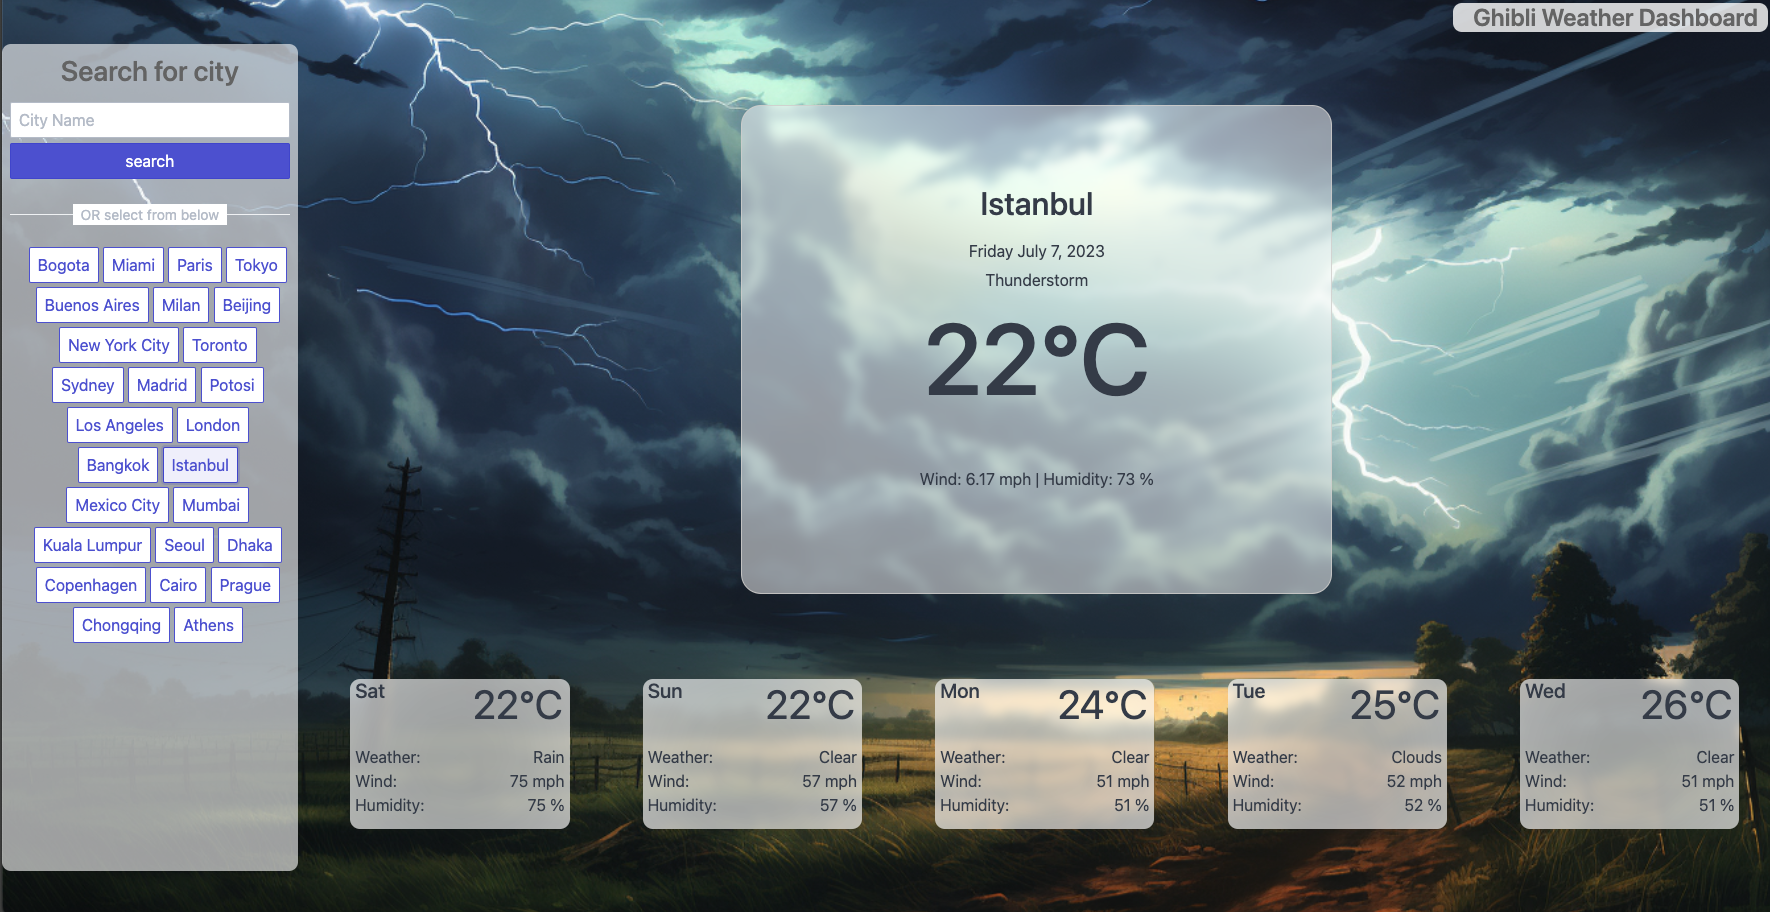 Ghibli Weather Dashboard
Search for city
City Name
search
OR select from below
Bogota Miami Paris Tokyo
Buenos Aires Milan Beijing
New York City Toronto
Sydney Madrid Potosi
Los Angeles London
Bangkok Istanbul
Mexico City Mumbai
Kuala Lumpur Seoul Dhaka
Copenhagen Cairo Prague
Chongqing Athens
Istanbul
Friday July 7, 2023
Thunderstorm
22°C
Wind: 6.17 mph | Humidity: 73 %
Sat 22°C
Weather: Rain
Wind: 75 mph
Humidity: 75 %
Sun 22°C
Weather: Clear
Wind: 57 mph
Humidity: 57 %
Mon 24°C
Weather: Clear
Wind: 51 mph
Humidity: 51 %
Tue 25°C
Weather: Clouds
Wind: 52 mph
Humidity: 52 %
Wed 26°C
Weather: Clear
Wind: 51 mph
Humidity: 51 %